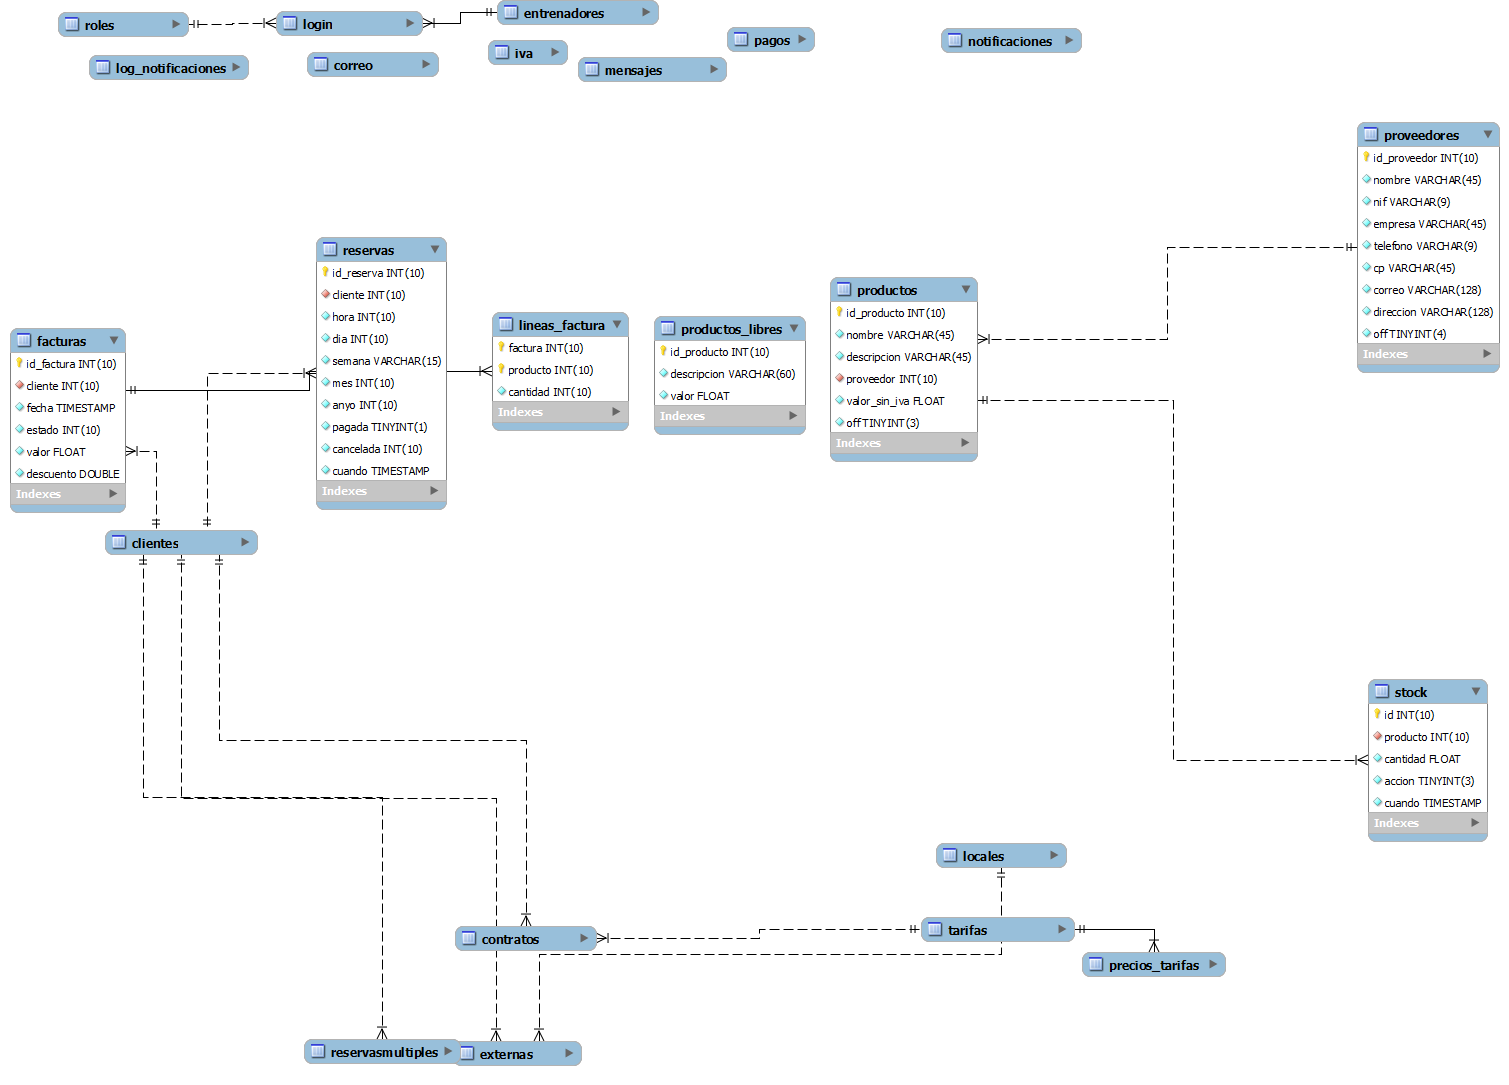 roles
login
entrenadores
log_notificaciones
correo
iva
mensajes
pagos
notificaciones
proveedores
id_proveedor INT(10)
nombre VARCHAR(45)
nif VARCHAR(9)
empresa VARCHAR(45)
telefono VARCHAR(9)
cp VARCHAR(45)
correo VARCHAR(128)
direccion VARCHAR(128)
off TINYINT(4)
Indexes
reservas
id_reserva INT(10)
cliente INT(10)
hora INT(10)
dia INT(10)
semana VARCHAR(15)
mes INT(10)
anyo INT(10)
pagada TINYINT(1)
cancelada INT(10)
cuando TIMESTAMP
Indexes
facturas
id_factura INT(10)
cliente INT(10)
fecha TIMESTAMP
estado INT(10)
valor FLOAT
descuento DOUBLE
Indexes
lineas_factura
factura INT(10)
producto INT(10)
cantidad INT(10)
Indexes
productos_libres
id_producto INT(10)
descripcion VARCHAR(60)
valor FLOAT
Indexes
productos
id_producto INT(10)
nombre VARCHAR(45)
descripcion VARCHAR(45)
proveedor INT(10)
valor_sin_iva FLOAT
off TINYINT(3)
Indexes
clientes
stock
id INT(10)
producto INT(10)
cantidad FLOAT
accion TINYINT(3)
cuando TIMESTAMP
Indexes
locales
contratos
tarifas
precios_tarifas
reservasmultiples
externas